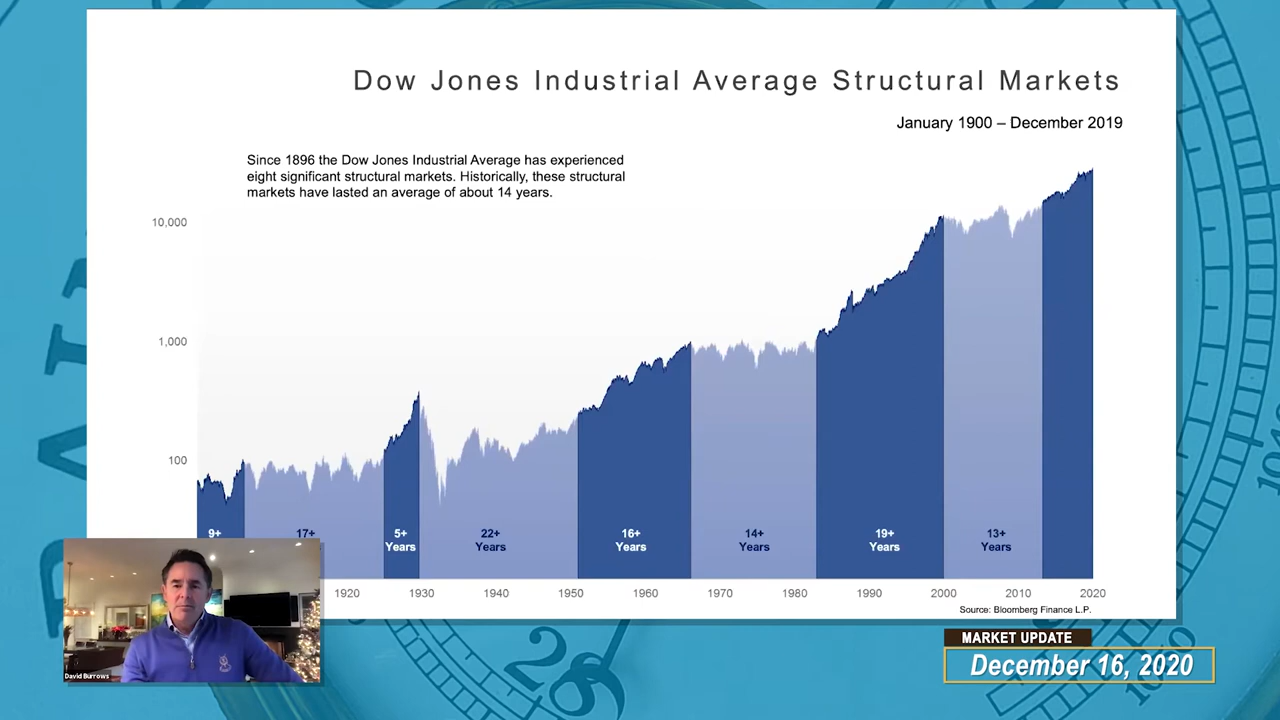 Dow Jones Industrial Average Structural Markets
January 1900 – December 2019
Since 1896 the Dow Jones Industrial Average has experienced
eight significant structural markets. Historically, these structural
markets have lasted an average of about 14 years.
10,000
1,000
100
9+
17+
5+
Years
22+
Years
16+
Years
14+
Years
19+
Years
13+
Years
1920
1930
1940
1950
1960
1970
1980
1990
2000
2010
2020
Source: Bloomberg Finance L.P.
David Burrows
MARKET UPDATE
December 16, 2020